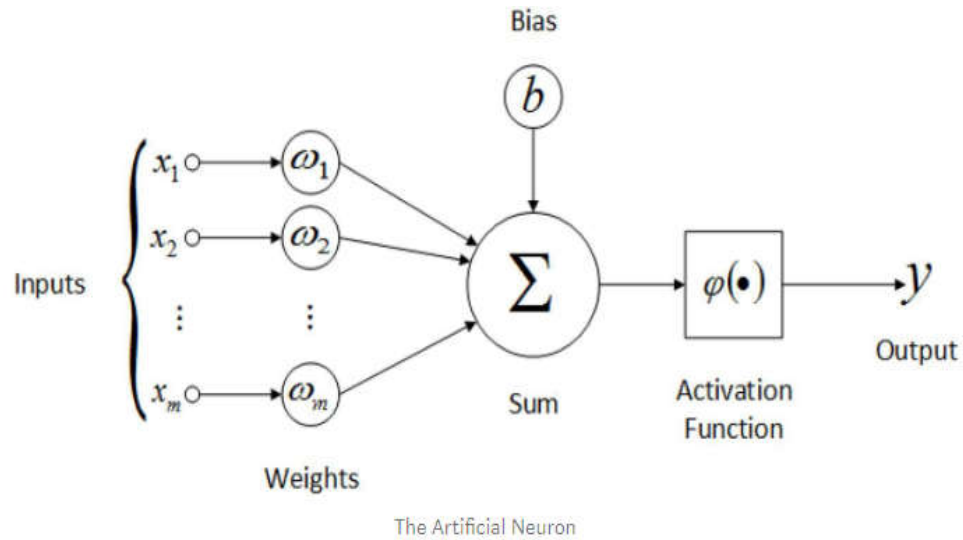 Bias
b
x₁
ω₁
x₂
ω₂
Inputs
⋮
⋮
Σ
φ(•)
y
Output
xₘ
ωₘ
Sum
Activation
Function
Weights
The Artificial Neuron